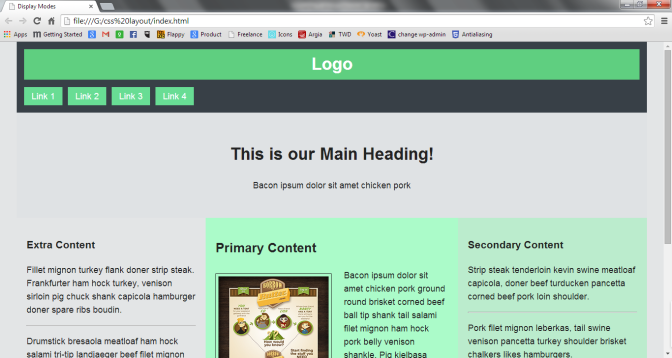 Display Modes
file:///G:/css%20layout/index.html
Apps Getting Started Google Flappy Product Freelance Icons Argia TWD Yoast change wp-admin Antialiasing
Logo
Link 1 Link 2 Link 3 Link 4
This is our Main Heading!
Bacon ipsum dolor sit amet chicken pork
Extra Content
Fillet mignon turkey flank doner strip steak.
Frankfurter ham hock turkey, venison
sirloin pig chuck shank capicola hamburger
doner spare ribs boudin.
Drumstick bresaola meatloaf ham hock
salami tri-tip landjaeger beef filet mignon
Primary Content
Bacon ipsum dolor sit
amet chicken pork ground
round brisket corned beef
ball tip shank tail salami
filet mignon ham hock
pork belly venison
shankle. Pig kielbasa
Secondary Content
Strip steak tenderloin kevin swine meatloaf
capicola, doner beef turducken pancetta
corned beef pork loin shoulder.
Pork filet mignon leberkas, tail swine
venison pancetta turkey shoulder brisket
chalkers likes hamburgers.